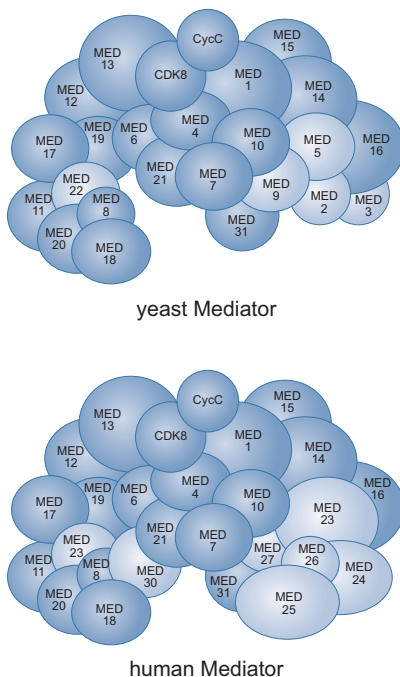 CycC
MED
15
MED
13
CDK8
MED
1
MED
14
MED
12
MED
4
MED
19
MED
6
MED
10
MED
5
MED
16
MED
17
MED
21
MED
7
MED
22
MED
9
MED
11
MED
8
MED
2
MED
3
MED
31
MED
20
MED
18
yeast Mediator
CycC
MED
15
MED
13
CDK8
MED
1
MED
14
MED
12
MED
4
MED
19
MED
6
MED
10
MED
16
MED
23
MED
17
MED
21
MED
7
MED
23
MED
27
MED
26
MED
11
MED
8
MED
30
MED
24
MED
31
MED
25
MED
20
MED
18
human Mediator